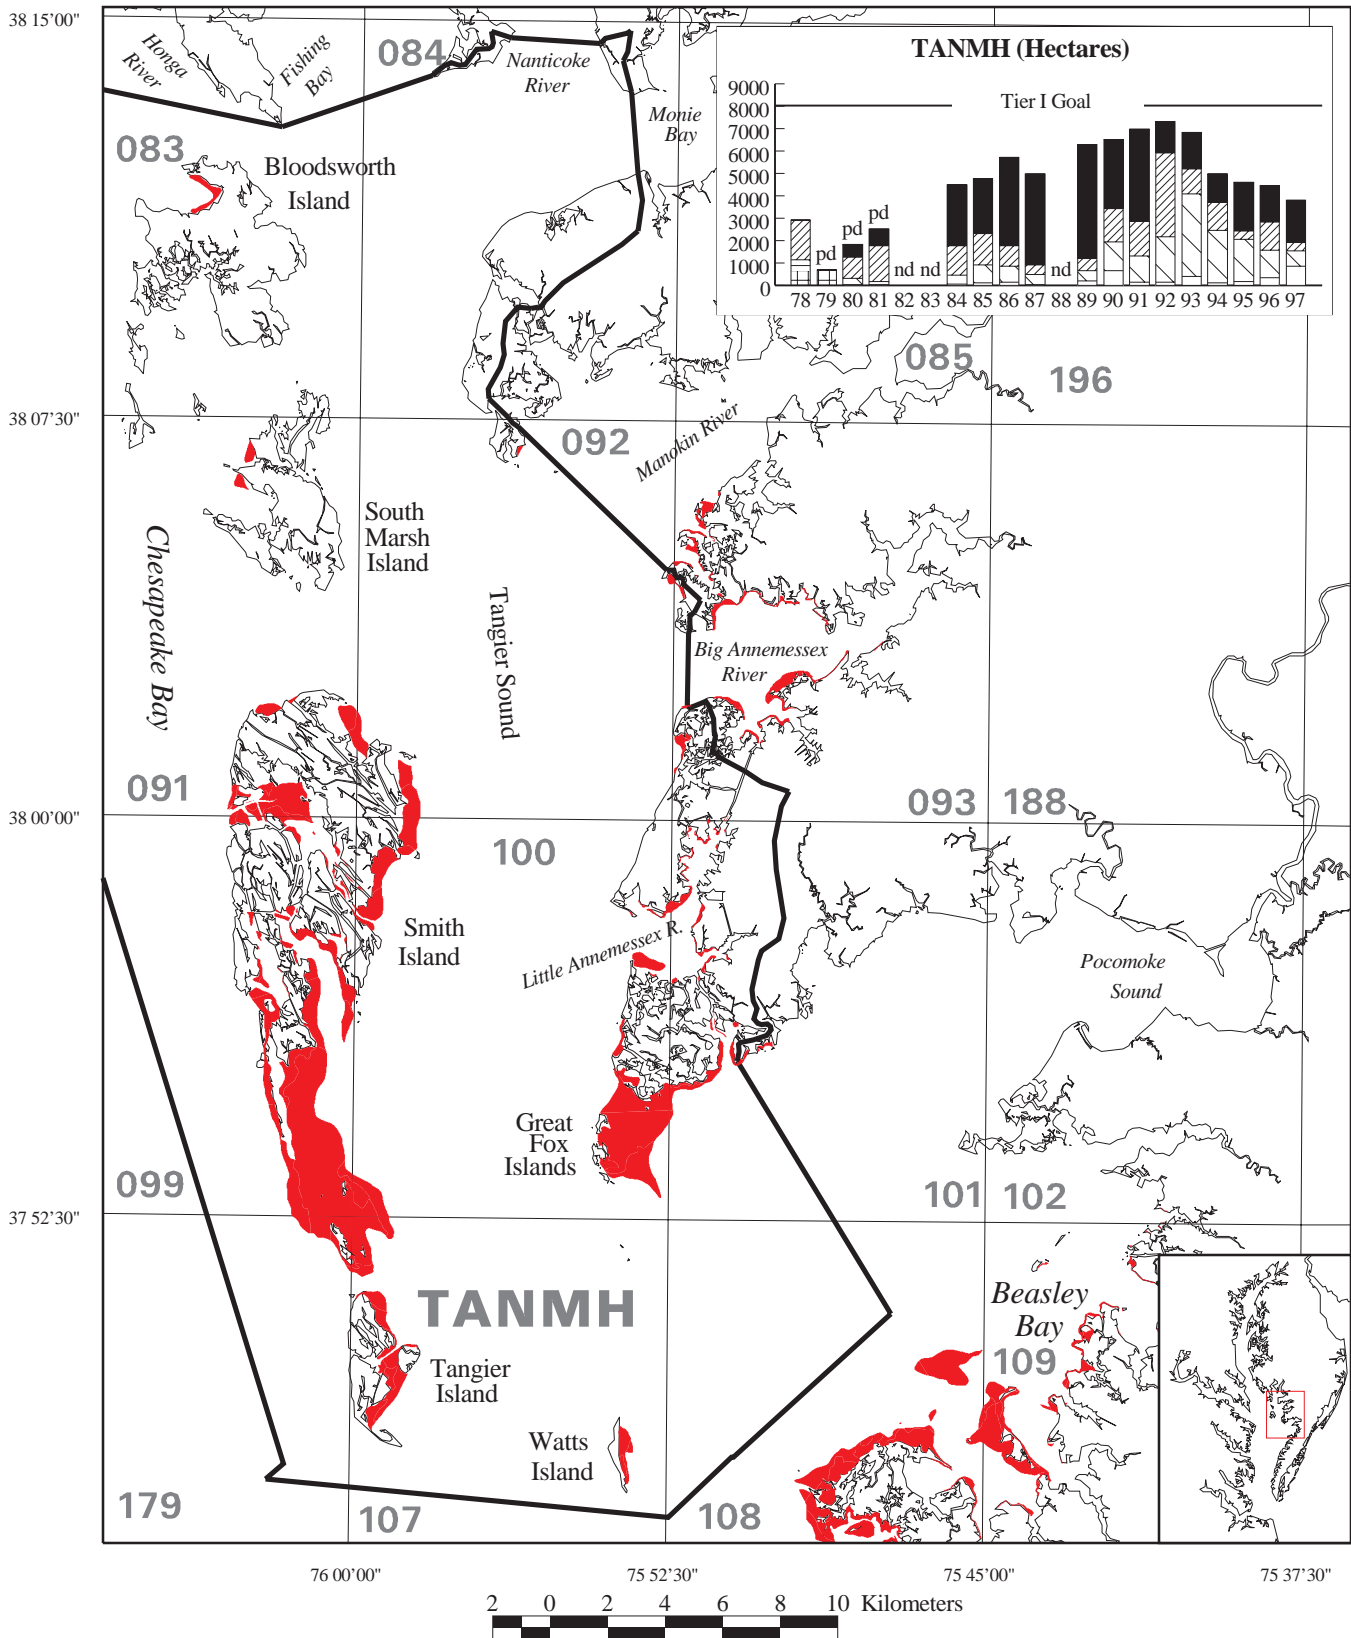 38 15'00"
Honga
River
Fishing
Bay
084
Nanticoke
River
Monie
Bay
TANMH (Hectares)
9000
8000
7000
6000
5000
4000
3000
2000
1000
0
Tier I Goal
pd
pd
pd
nd nd
nd
78 79 80 81 82 83 84 85 86 87 88 89 90 91 92 93 94 95 96 97
083
Bloodsworth
Island
085
196
38 07'30"
092
Manokin River
South
Marsh
Island
Chesapeake Bay
Tangier Sound
Big Annemessex
River
091
38 00'00"
093 188
100
Smith
Island
Little Annemessex R.
Pocomoke
Sound
Great
Fox
Islands
099
101 102
37 52'30"
TANMH
Beasley
Bay
109
Tangier
Island
Watts
Island
179
107
108
76 00'00"
75 52'30"
75 45'00"
75 37'30"
2 0 2 4 6 8 10 Kilometers